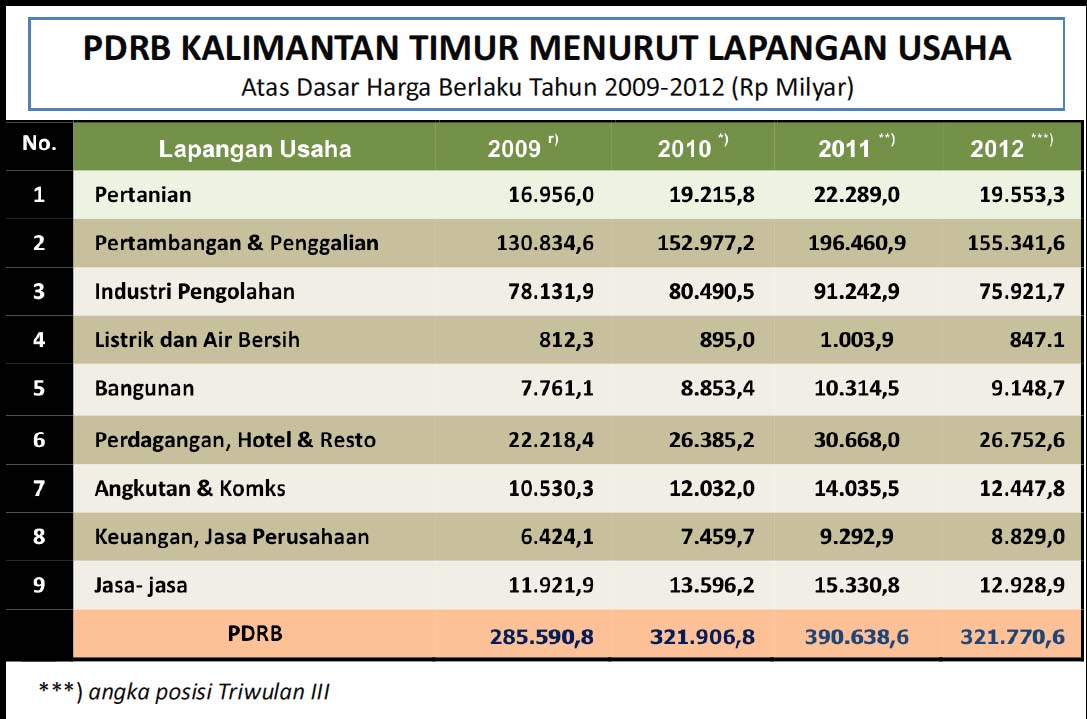 PDRB KALIMANTAN TIMUR MENURUT LAPANGAN USAHA
Atas Dasar Harga Berlaku Tahun 2009-2012 (Rp Milyar)
No. Lapangan Usaha 2009 r) 2010 *) 2011 **) 2012 ***)
1 Pertanian 16.956,0 19.215,8 22.289,0 19.553,3
2 Pertambangan & Penggalian 130.834,6 152.977,2 196.460,9 155.341,6
3 Industri Pengolahan 78.131,9 80.490,5 91.242,9 75.921,7
4 Listrik dan Air Bersih 812,3 895,0 1.003,9 847.1
5 Bangunan 7.761,1 8.853,4 10.314,5 9.148,7
6 Perdagangan, Hotel & Resto 22.218,4 26.385,2 30.668,0 26.752,6
7 Angkutan & Komks 10.530,3 12.032,0 14.035,5 12.447,8
8 Keuangan, Jasa Perusahaan 6.424,1 7.459,7 9.292,9 8.829,0
9 Jasa- jasa 11.921,9 13.596,2 15.330,8 12.928,9
PDRB 285.590,8 321.906,8 390.638,6 321.770,6
***) angka posisi Triwulan III